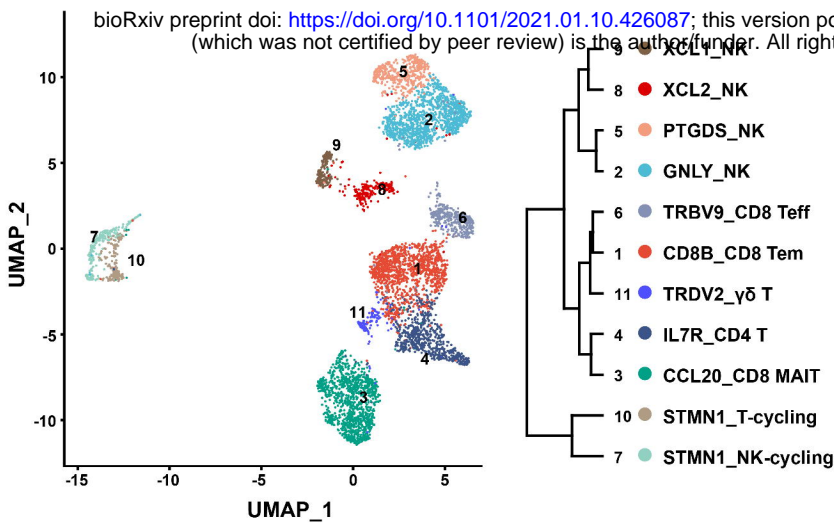 bioRxiv preprint doi: https://doi.org/10.1101/2021.01.10.426087; this version po
(which was not certified by peer review) is the author/funder. All right
9 XCL1_NK
8 XCL2_NK
5 PTGDS_NK
2 GNLY_NK
6 TRBV9_CD8 Teff
1 CD8B_CD8 Tem
11 TRDV2_γδ T
4 IL7R_CD4 T
3 CCL20_CD8 MAIT
10 STMN1_T-cycling
7 STMN1_NK-cycling
UMAP_2
10
5
0
-5
-10
5
2
9
8
6
7
10
1
11
4
3
-15
-10
-5
0
5
UMAP_1